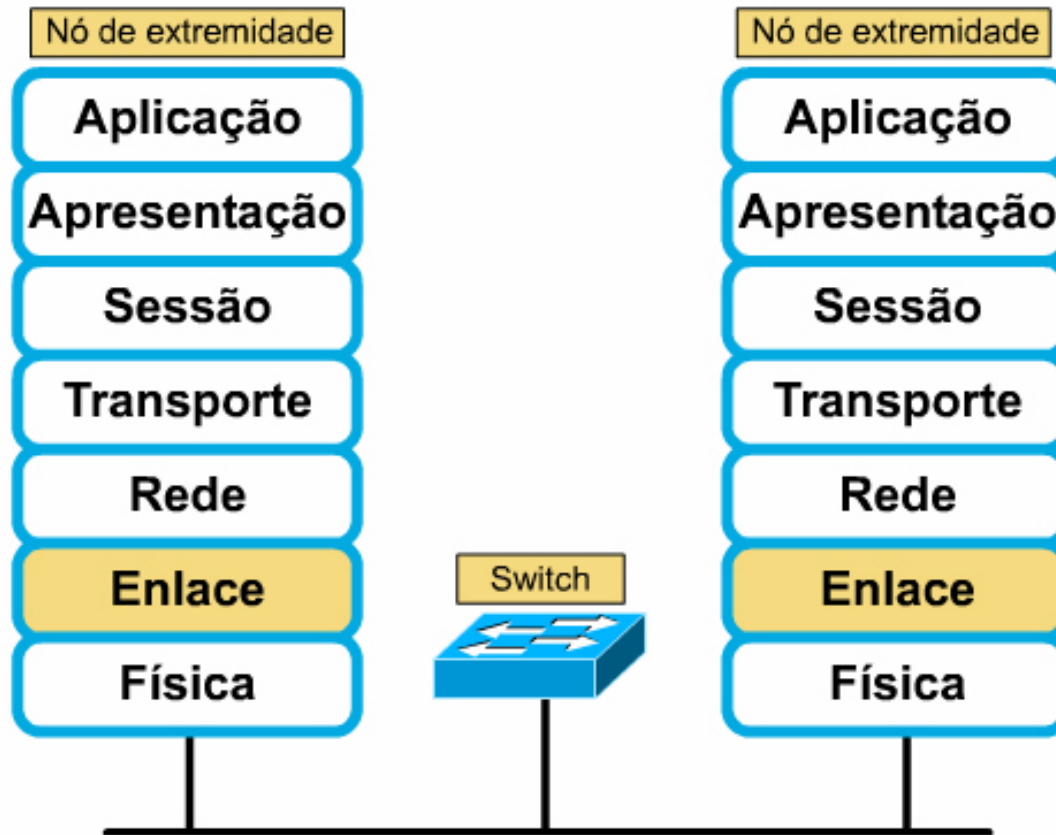 Nó de extremidade
Aplicação
Apresentação
Sessão
Transporte
Rede
Enlace
Física
Switch
Nó de extremidade
Aplicação
Apresentação
Sessão
Transporte
Rede
Enlace
Física